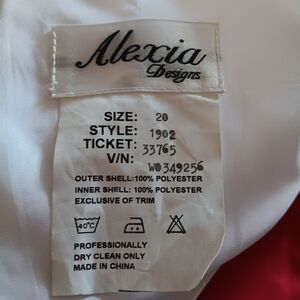 Alexia
Designs
SIZE: 20
STYLE: 1902
TICKET: 33765
V/N: W0349256
OUTER SHELL:100% POLYESTER
INNER SHELL: 100% POLYESTER
EXCLUSIVE OF TRIM
40°C
PROFESSIONALLY
DRY CLEAN ONLY
MADE IN CHINA